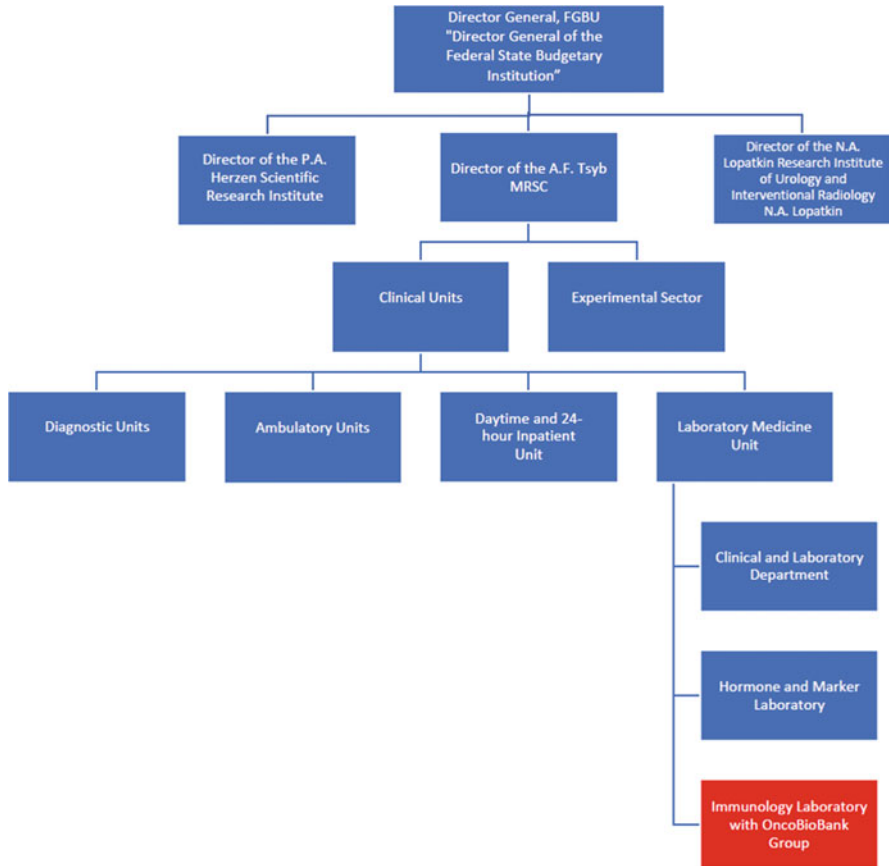 Director General, FGBU
"Director General of the
Federal State Budgetary
Institution”
Director of the P.A.
Herzen Scientific
Research Institute
Director of the A.F. Tsyb
MRSC
Director of the N.A.
Lopatkin Research Institute
of Urology and
Interventional Radiology
N.A. Lopatkin
Clinical Units
Experimental Sector
Diagnostic Units
Ambulatory Units
Daytime and 24-
hour Inpatient
Unit
Laboratory Medicine
Unit
Clinical and Laboratory
Department
Hormone and Marker
Laboratory
Immunology Laboratory
with OncoBioBank
Group